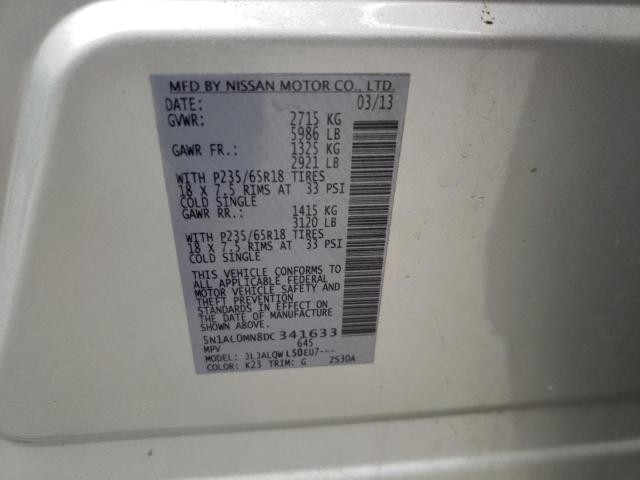 MFD BY NISSAN MOTOR CO., LTD.
DATE: 03/13
GVWR: 2715 KG
5986 LB
GAWR FR.: 1325 KG
2921 LB
WITH P235/65R18 TIRES
18 X 7.5 RIMS AT 33 PSI
COLD SINGLE
GAWR RR.: 1415 KG
3120 LB
WITH P235/65R18 TIRES
18 X 7.5 RIMS AT 33 PSI
COLD SINGLE
THIS VEHICLE CONFORMS TO
ALL APPLICABLE FEDERAL
MOTOR VEHICLE SAFETY AND
THEFT PREVENTION
STANDARDS IN EFFECT ON
THE DATE OF MANUFACTURE
SHOWN ABOVE.
5N1AL0MN8DC341633
MPV 645
MODEL: JLJALQWL50EU7---
COLOR: K23 TRIM: G ZS30A